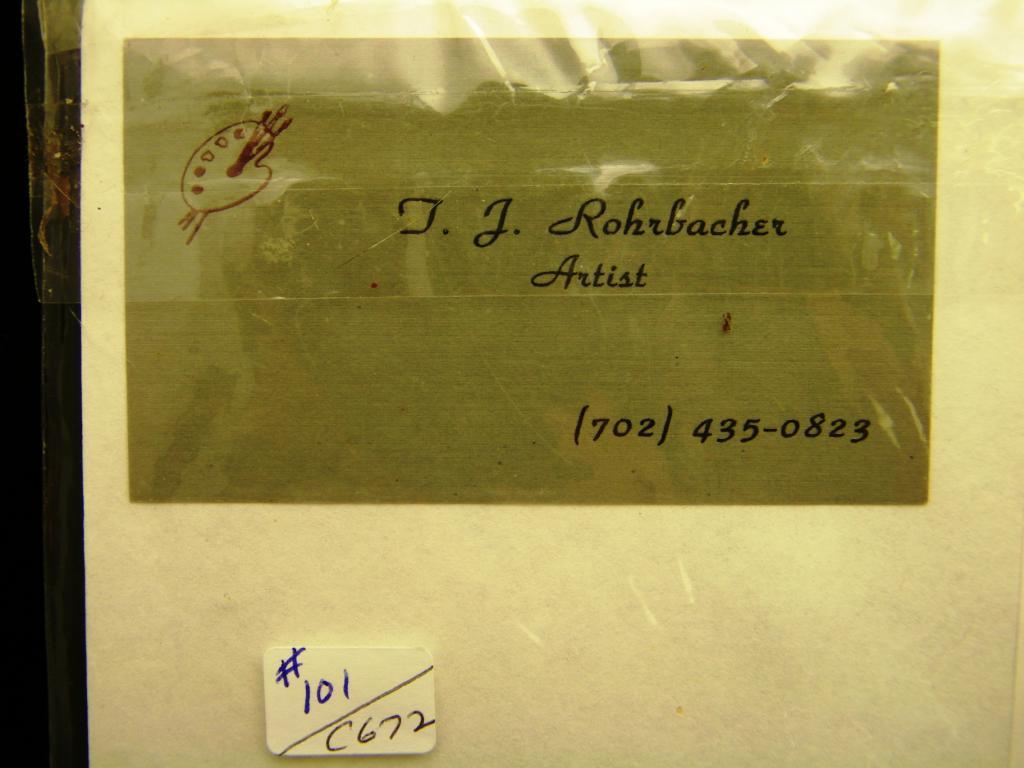 T. J. Rohrbacher
Artist
(702) 435-0823
#101
C672